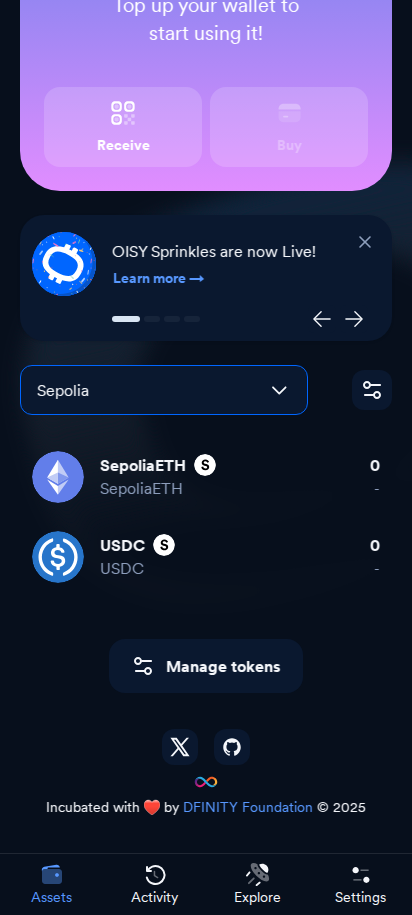 Top up your wallet to
start using it!
Receive
Buy
OISY Sprinkles are now Live!
Learn more →
Sepolia
SepoliaETH S
0
SepoliaETH
-
USDC S
0
USDC
-
Manage tokens
Incubated with ❤️ by DFINITY Foundation © 2025
Assets
Activity
Explore
Settings